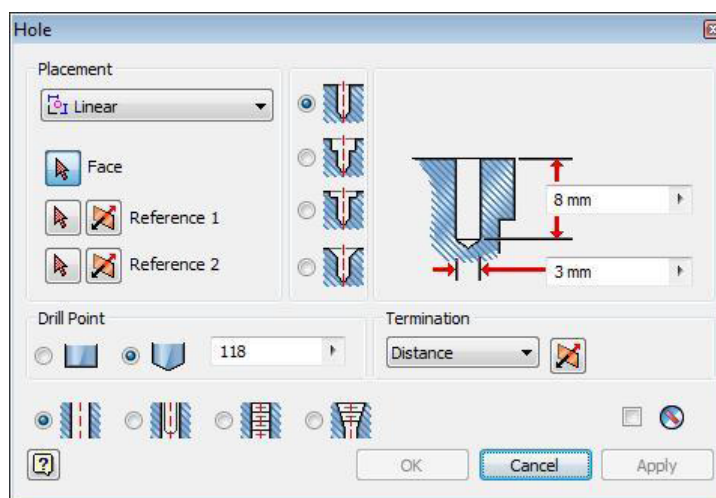 Hole
Placement
Linear
Face
Reference 1
Reference 2
8 mm
3 mm
Drill Point
118
Termination
Distance
?
OK
Cancel
Apply